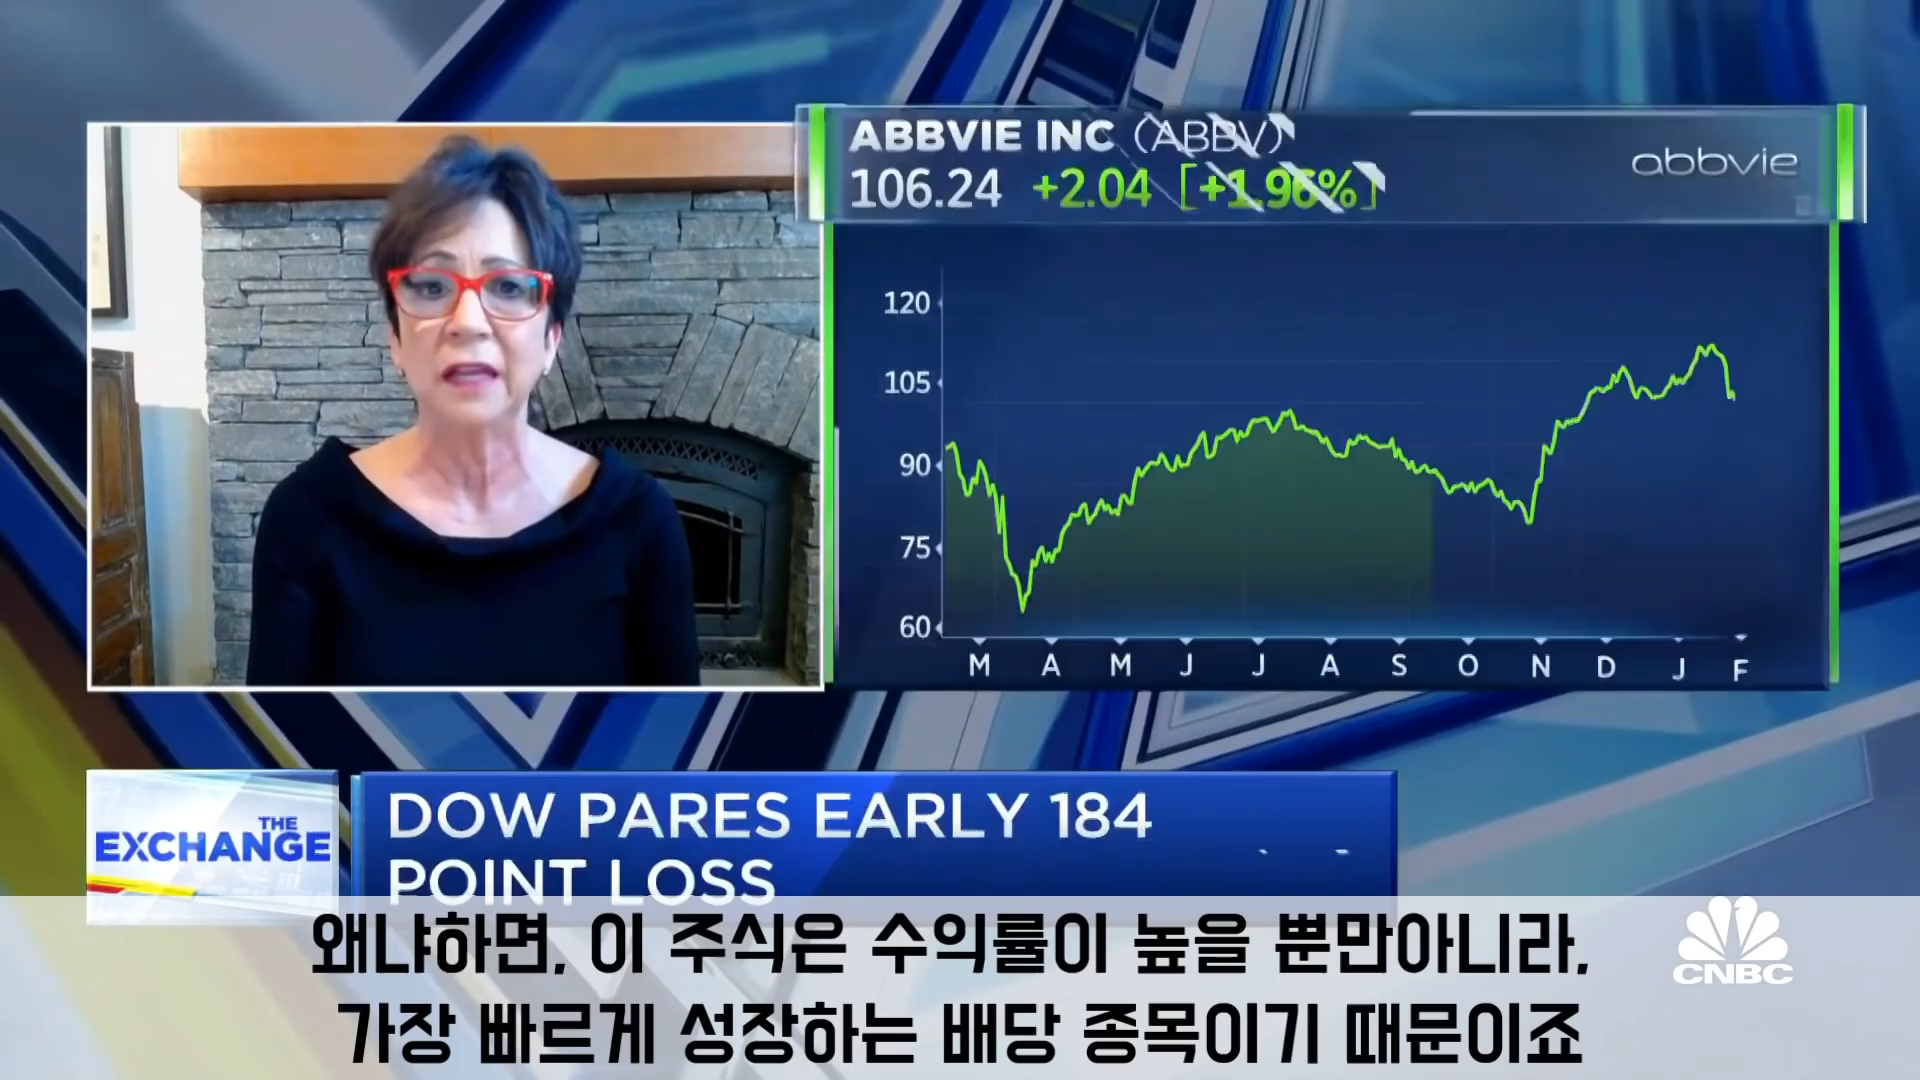 ABBVIE INC (ABBV)
106.24 +2.04 [+1.96%]
abbvie
120
105
90
75
60
M A M J J A S O N D J F
THE
EXCHANGE
DOW PARES EARLY 184
POINT LOSS
왜냐하면, 이 주식은 수익률이 높을 뿐만아니라,
가장 빠르게 성장하는 배당 종목이기 때문이죠
CNBC